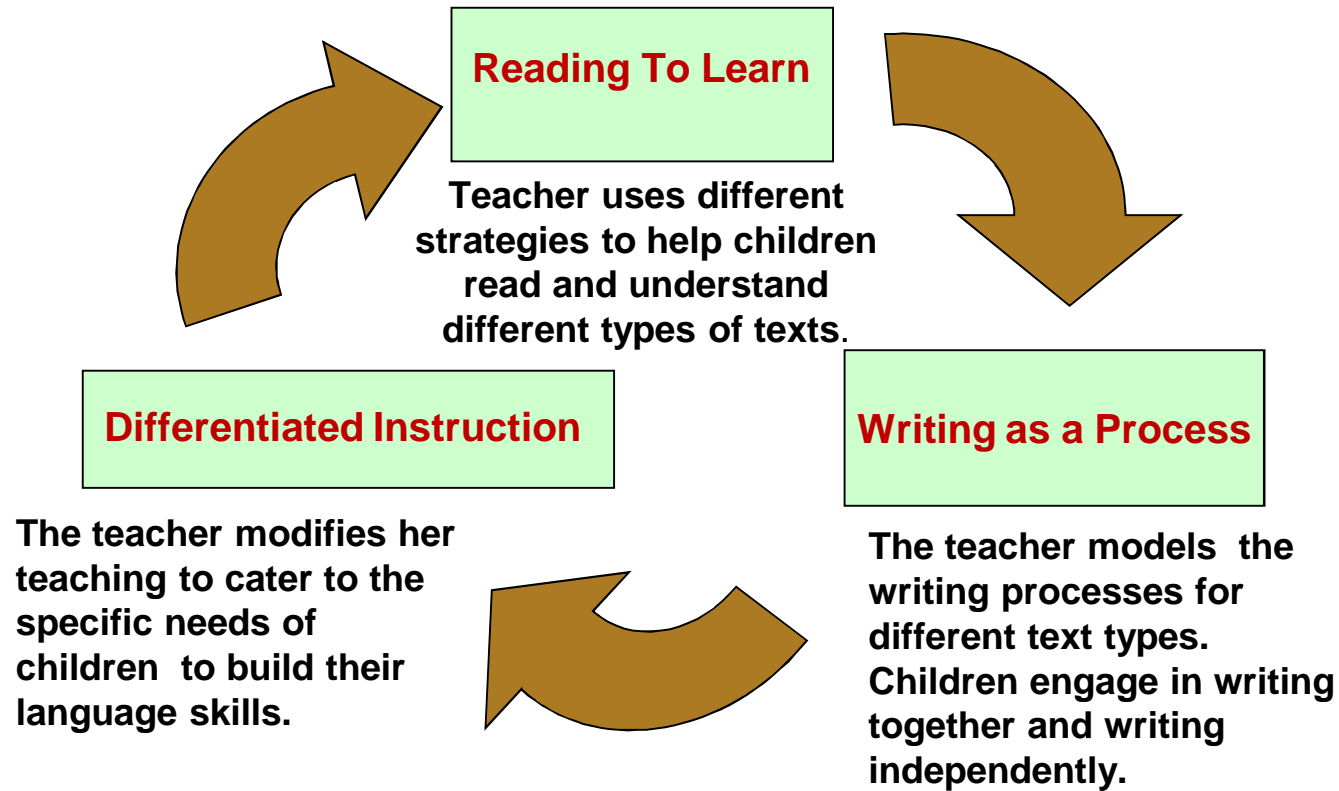 Reading To Learn
Teacher uses different
strategies to help children
read and understand
different types of texts.
Differentiated Instruction
The teacher modifies her
teaching to cater to the
specific needs of
children to build their
language skills.
Writing as a Process
The teacher models the
writing processes for
different text types.
Children engage in writing
together and writing
independently.